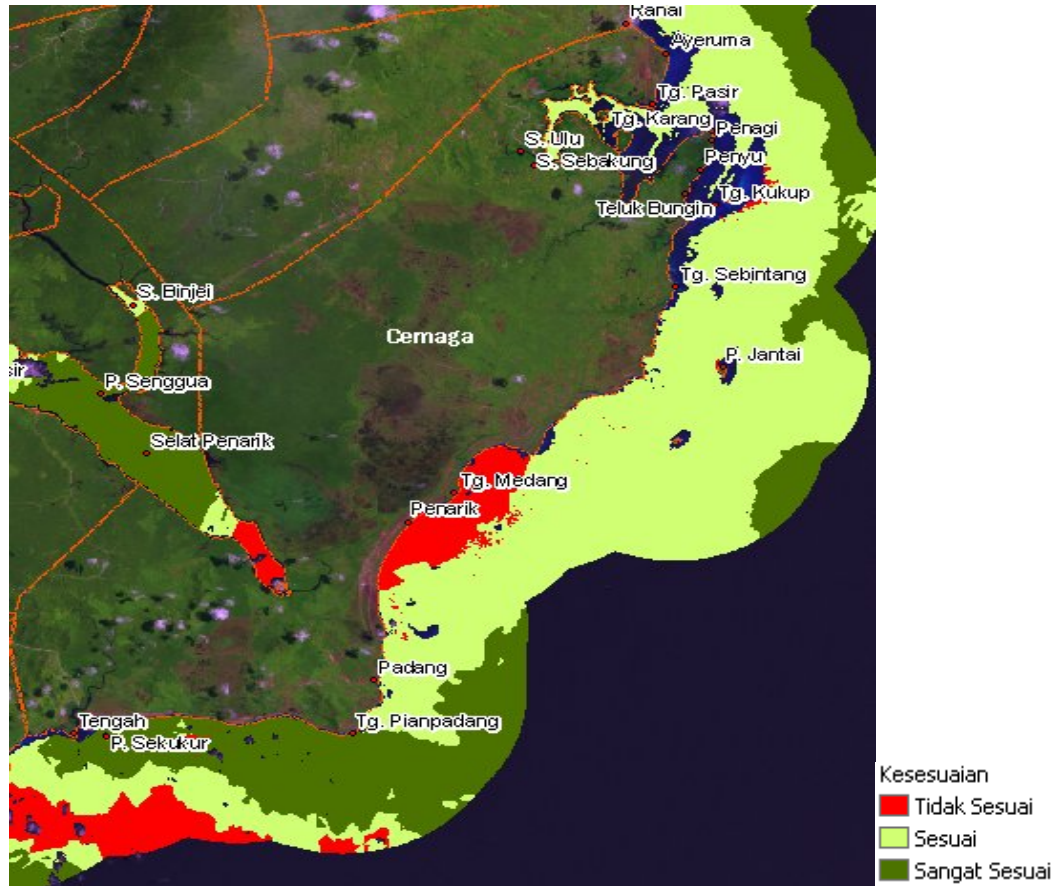 Ranai
Ayeruma
Tg. Pasir
Tg. Karang
Penagi
S. Ulu
S. Sebakung
Penyu
Tg. Kukup
Teluk Bungin
Tg. Sebintang
S. Binjei
Cemaga
P. Jantai
sir
P. Senggua
Selat Penarik
Tg. Medang
Penarik
Padang
Tengah
Tg. Pianpadang
P. Sekukur
Kesesuaian
Tidak Sesuai
Sesuai
Sangat Sesuai